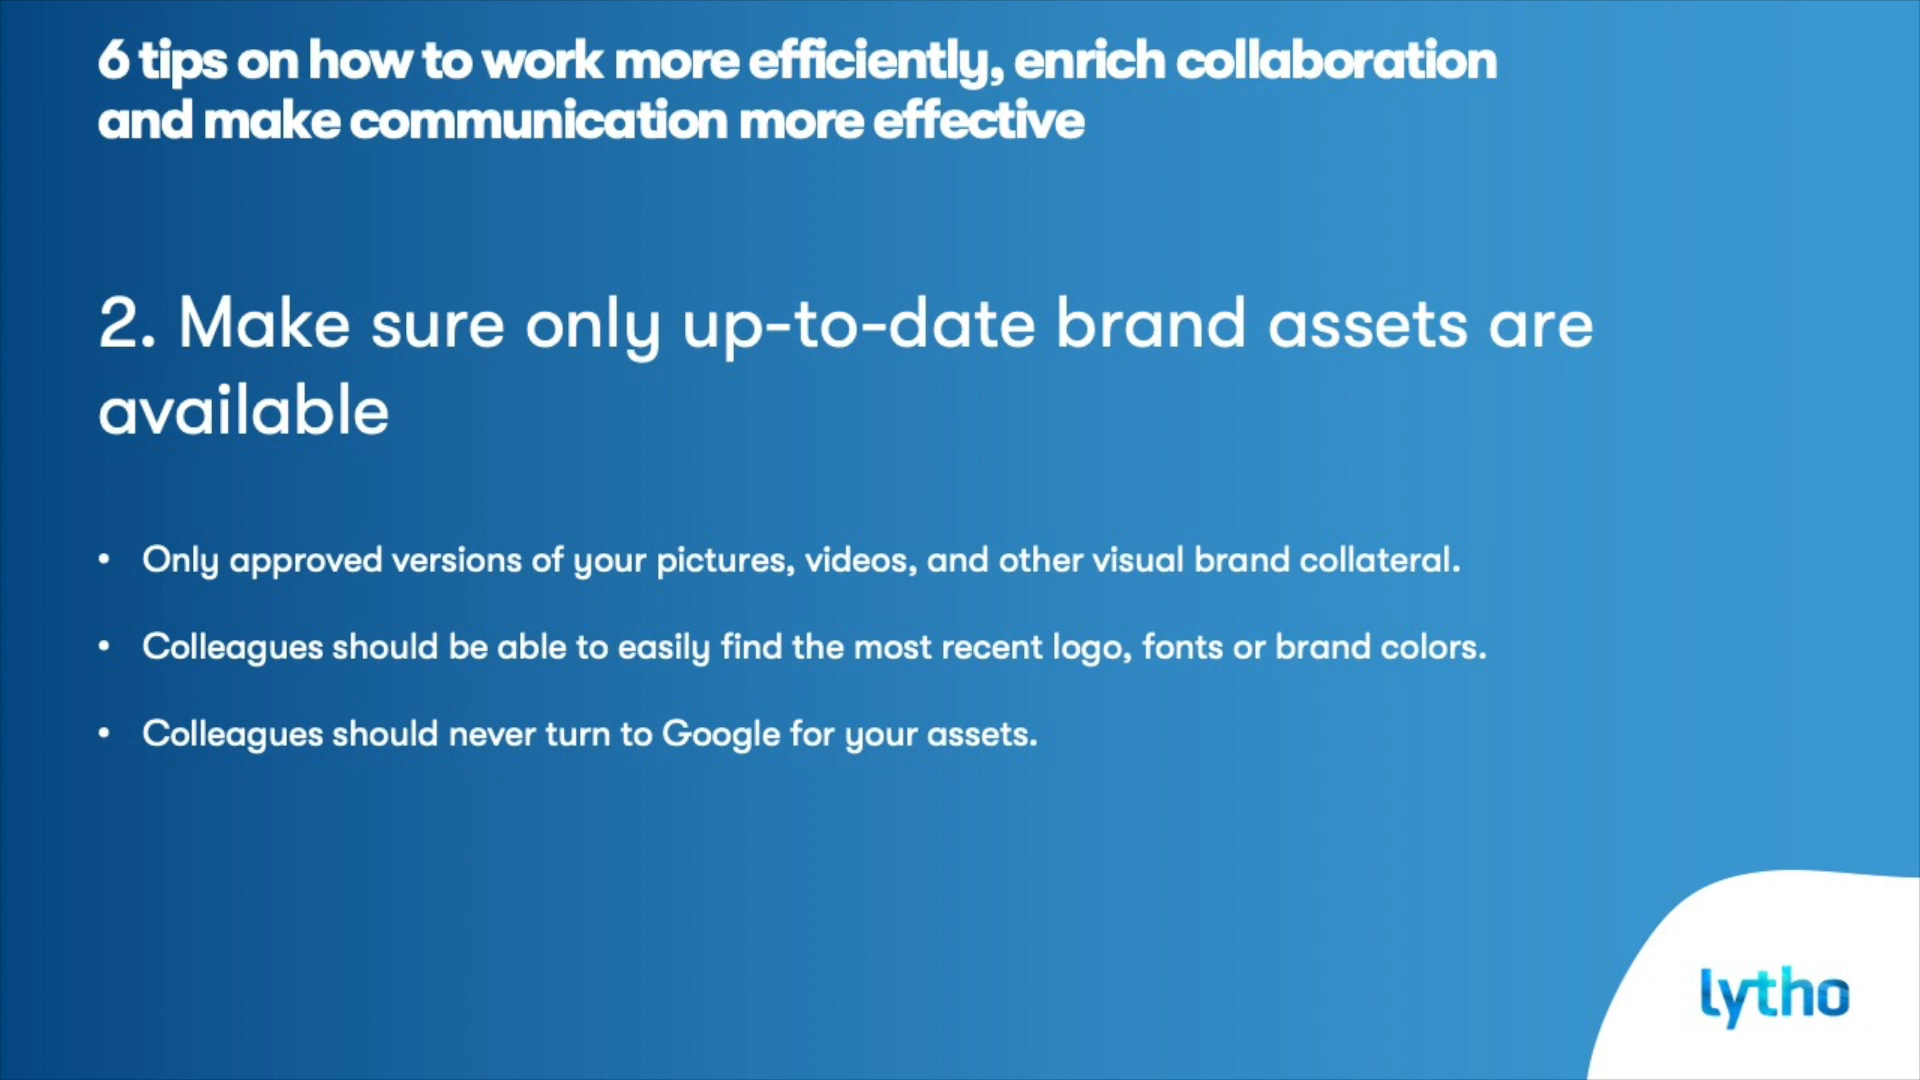 6 tips on how to work more efficiently, enrich collaboration
and make communication more effective
2. Make sure only up-to-date brand assets are
available
• Only approved versions of your pictures, videos, and other visual brand collateral.
• Colleagues should be able to easily find the most recent logo, fonts or brand colors.
• Colleagues should never turn to Google for your assets.
lytho